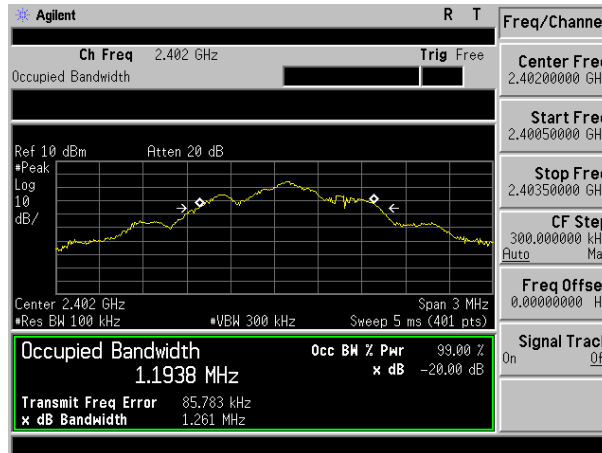 Agilent R T
Ch Freq 2.402 GHz Trig Free
Occupied Bandwidth
Ref 10 dBm Atten 20 dB
#Peak
Log
10
dB/
Center 2.402 GHz Span 3 MHz
#Res BW 100 kHz #VBW 300 kHz Sweep 5 ms (401 pts)
Occupied Bandwidth Occ BW % Pwr 99.00 %
1.1938 MHz x dB -20.00 dB
Transmit Freq Error 85.783 kHz
x dB Bandwidth 1.261 MHz
Freq/Channe
Center Fre
2.40200000 GH
Start Fre
2.40050000 GH
Stop Fre
2.40350000 GH
CF Step
300.000000 kH
Auto Ma
Freq Offse
0.00000000 H
Signal Trac
On Of